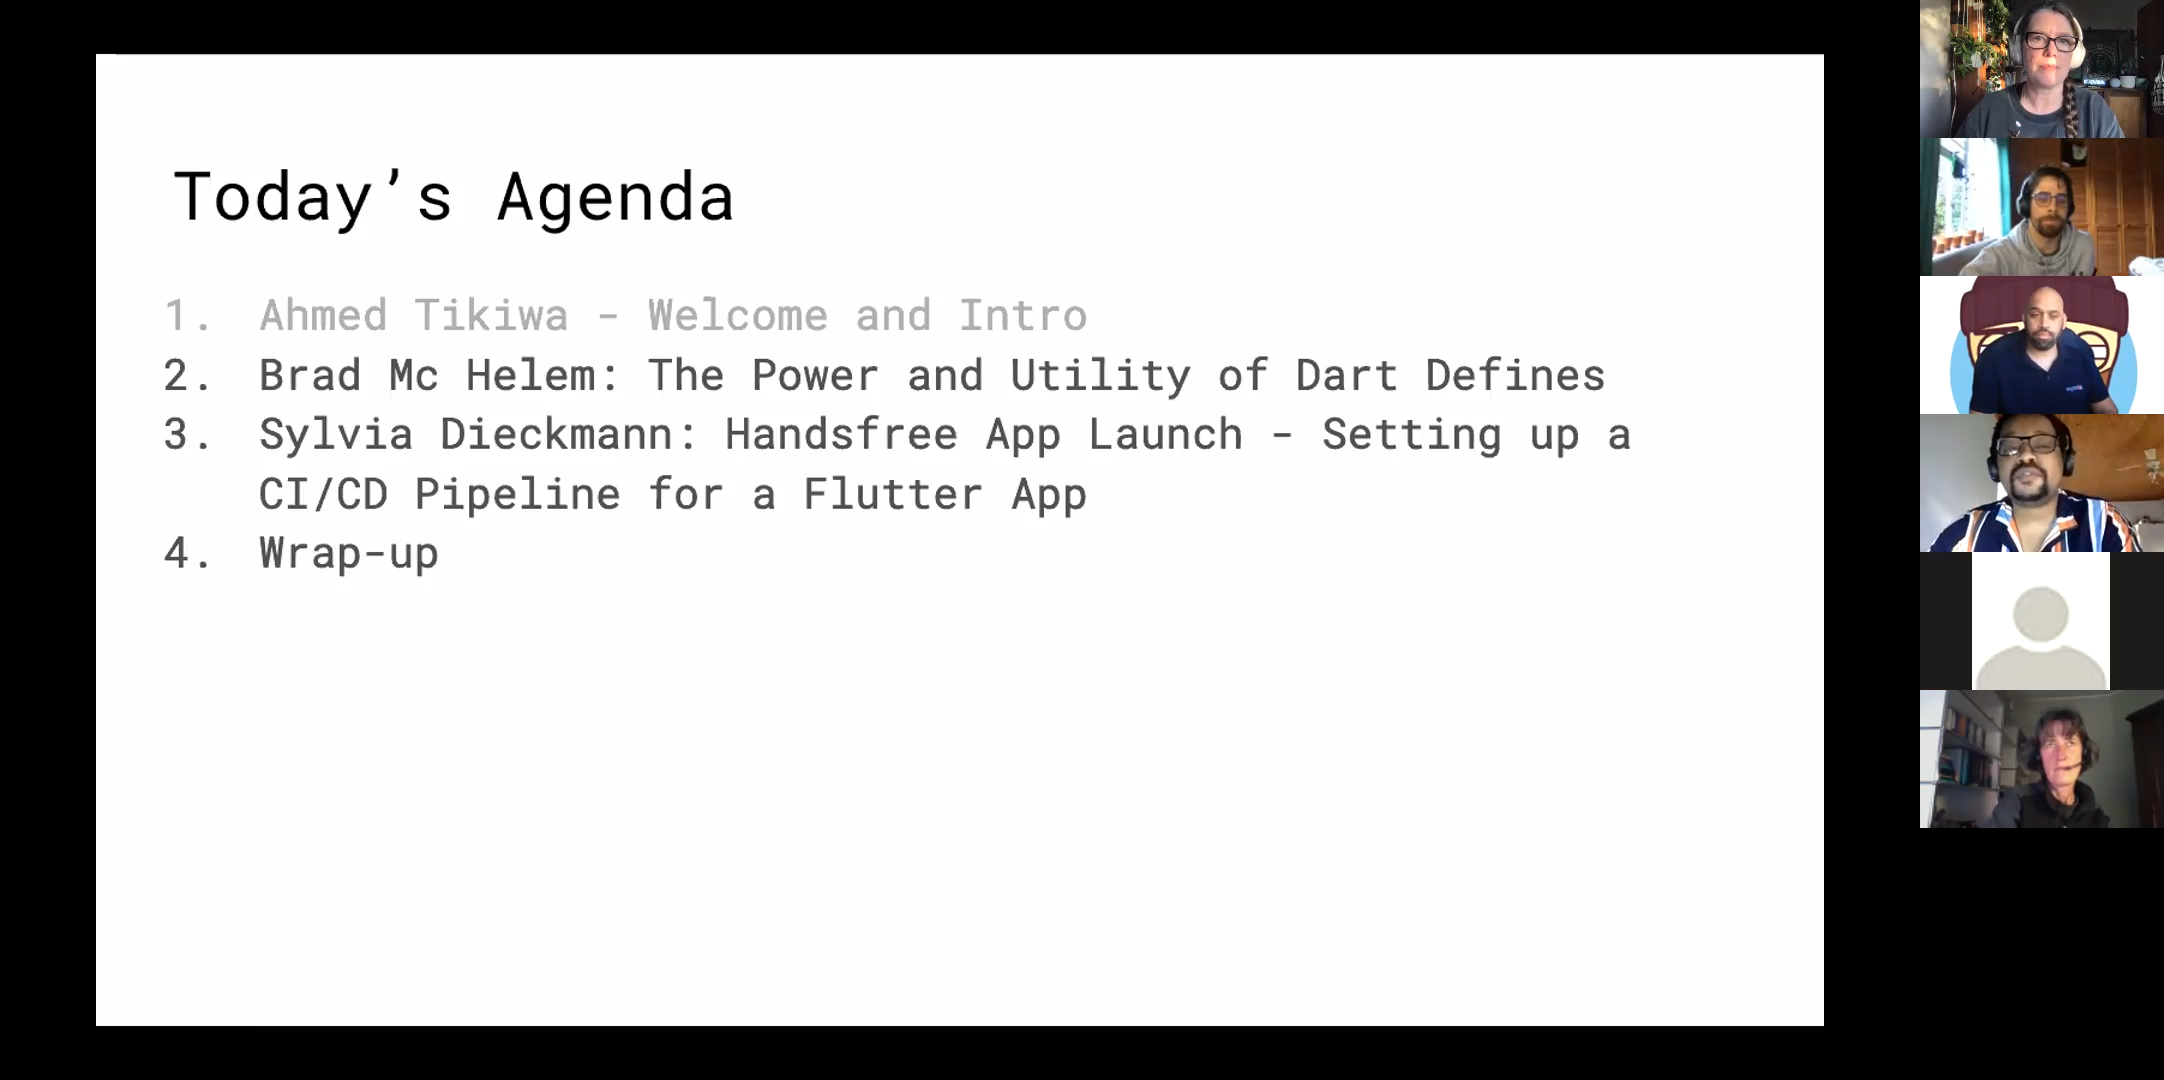 Today’s Agenda
1. Ahmed Tikiwa - Welcome and Intro
2. Brad Mc Helem: The Power and Utility of Dart Defines
3. Sylvia Dieckmann: Handsfree App Launch - Setting up a
CI/CD Pipeline for a Flutter App
4. Wrap-up